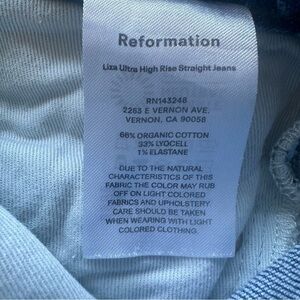 Reformation
Liza Ultra High Rise Straight Jeans
RN143248
2263 E VERNON AVE.
VERNON, CA 90058
66% ORGANIC COTTON
33% LYOCELL
1% ELASTANE
DUE TO THE NATURAL
CHARACTERISTICS OF THIS
FABRIC THE COLOR MAY RUB
OFF ON LIGHT COLORED
FABRICS AND UPHOLSTERY
CARE SHOULD BE TAKEN
WHEN WEARING WITH LIGHT
COLORED CLOTHING.